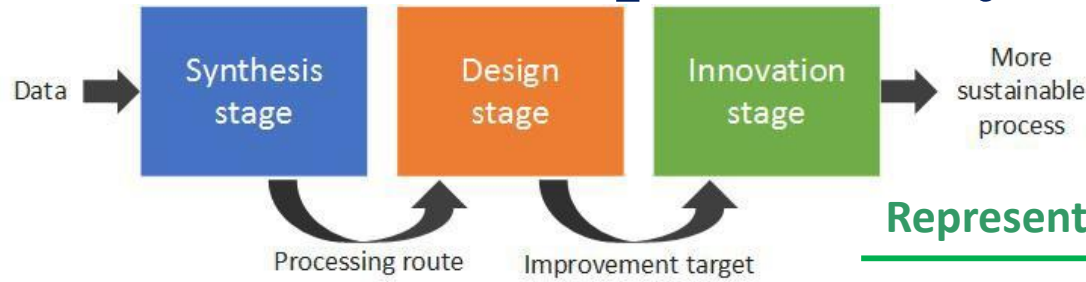 Data
Synthesis
stage
Design
stage
Innovation
stage
More
sustainable
process
Processing route
Improvement target
Represent